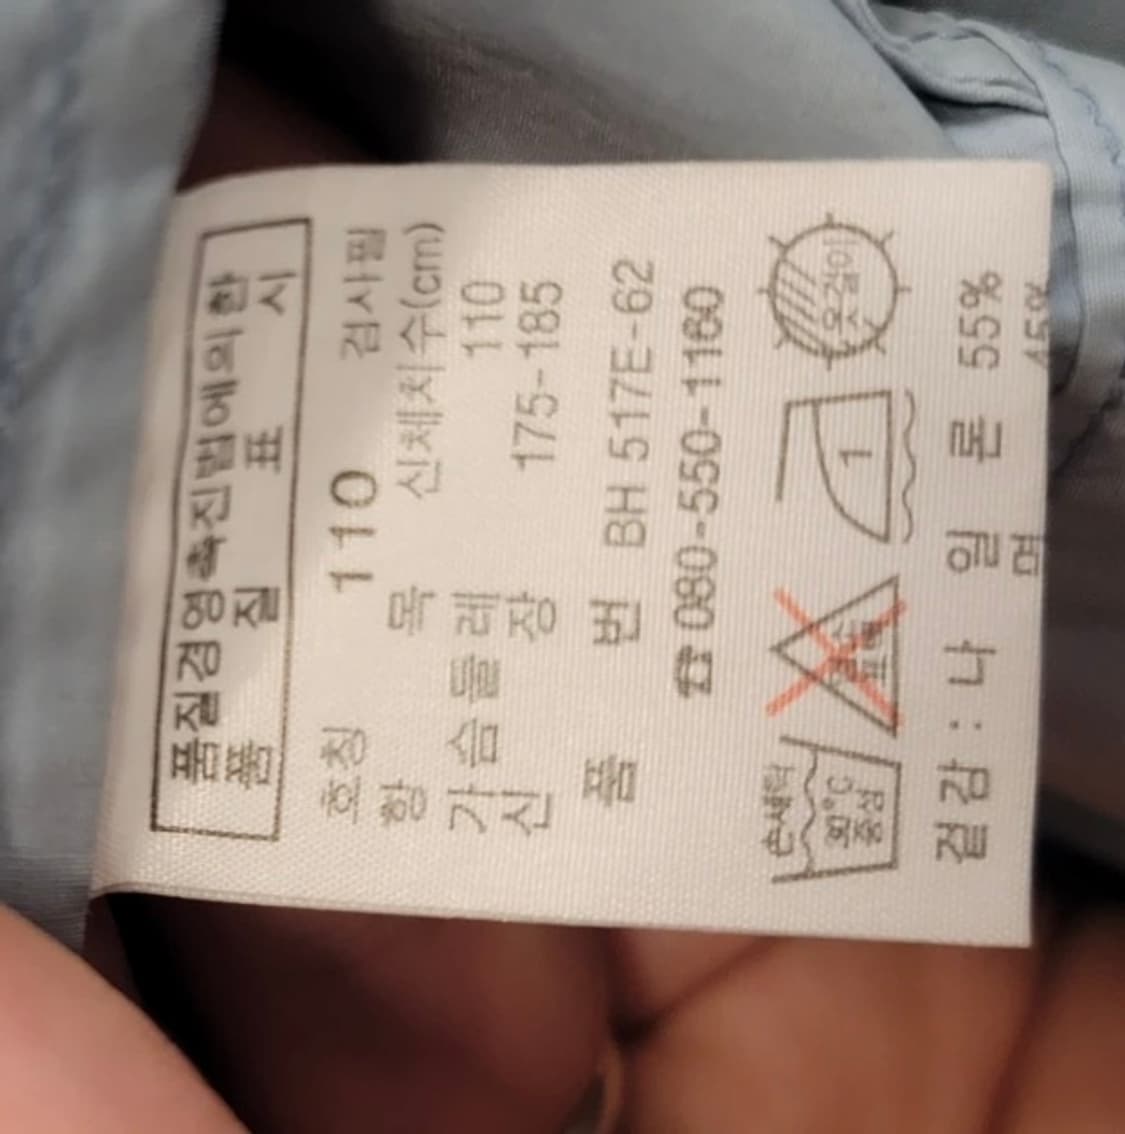 품질경영촉진법에의한
품 질 표 시
호칭 110 검사필
항 목 신체치수(cm)
가슴둘레 110
신 장 175-185
품 번 BH 517E-62
☎080-550-1160
손세탁
30°C
중성
1
옷걸이
겉감 : 나 일 론 55%
면 45%